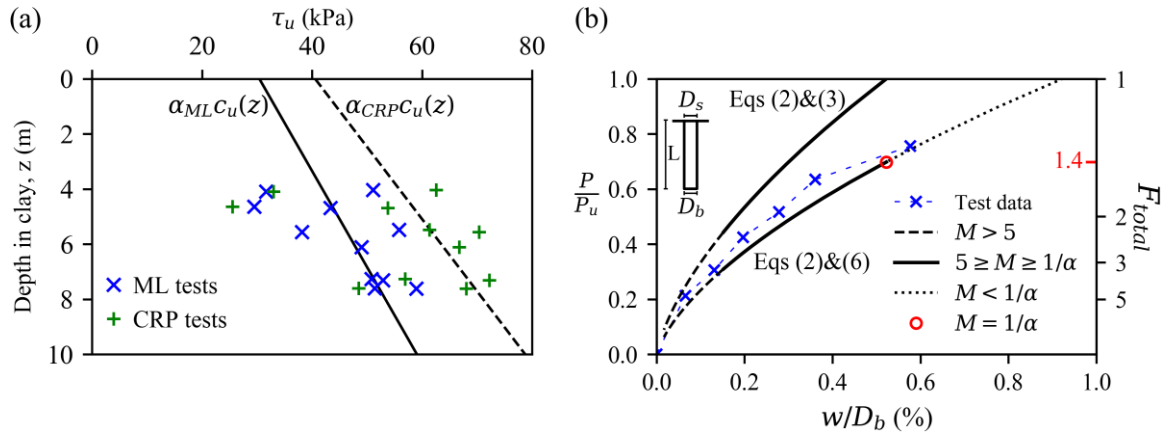 (a)
τu (kPa)
0 20 40 60 80
0
2
4
6
8
10
Depth in clay, z (m)
αMLcu(z)
αCRPcu(z)
ML tests
CRP tests
(b)
1.0
0.8
0.6
0.4
0.2
0.0
P
Pu
Eqs (2)&(3)
Ds
L
Db
Eqs (2)&(6)
Test data
M > 5
5 ≥ M ≥ 1/α
M < 1/α
M = 1/α
1
1.4
2
3
5
Ftotal
0.0 0.2 0.4 0.6 0.8 1.0
w/Db (%)